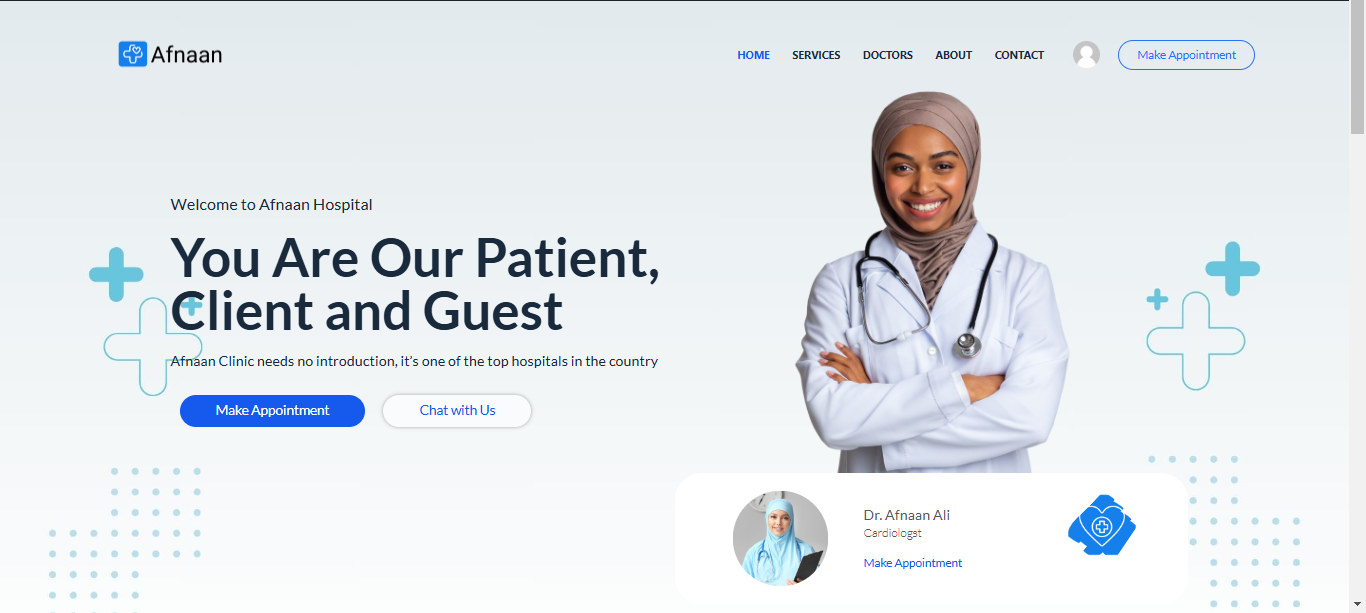 Afnaan
HOME SERVICES DOCTORS ABOUT CONTACT Make Appointment
Welcome to Afnaan Hospital
You Are Our Patient,
Client and Guest
Afnaan Clinic needs no introduction, it's one of the top hospitals in the country
Make Appointment Chat with Us
Dr. Afnaan Ali
Cardiologst
Make Appointment